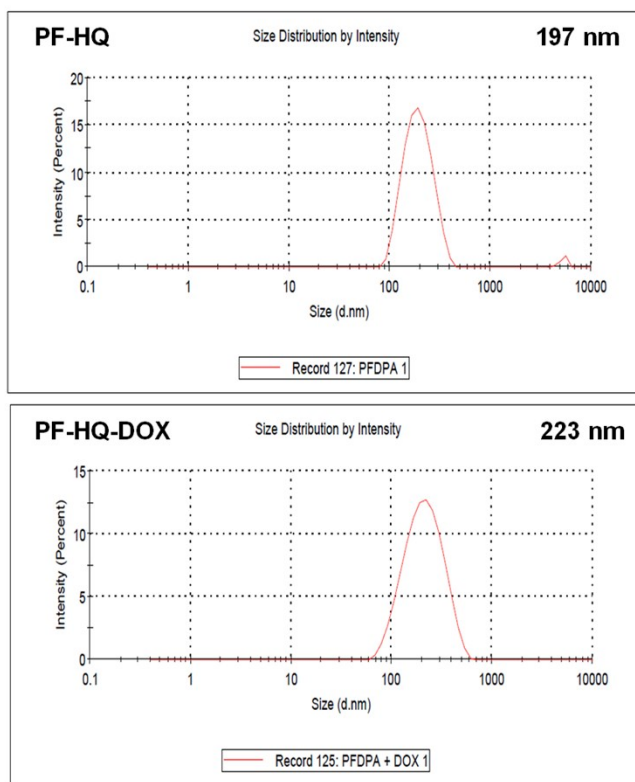 PF-HQ Size Distribution by Intensity 197 nm
20
15
10
5
0
Intensity (Percent)
0.1 1 10 100 1000 10000
Size (d.nm)
Record 127: PFDPA 1
PF-HQ-DOX Size Distribution by Intensity 223 nm
15
10
5
0
Intensity (Percent)
0.1 1 10 100 1000 10000
Size (d.nm)
Record 125: PFDPA + DOX 1